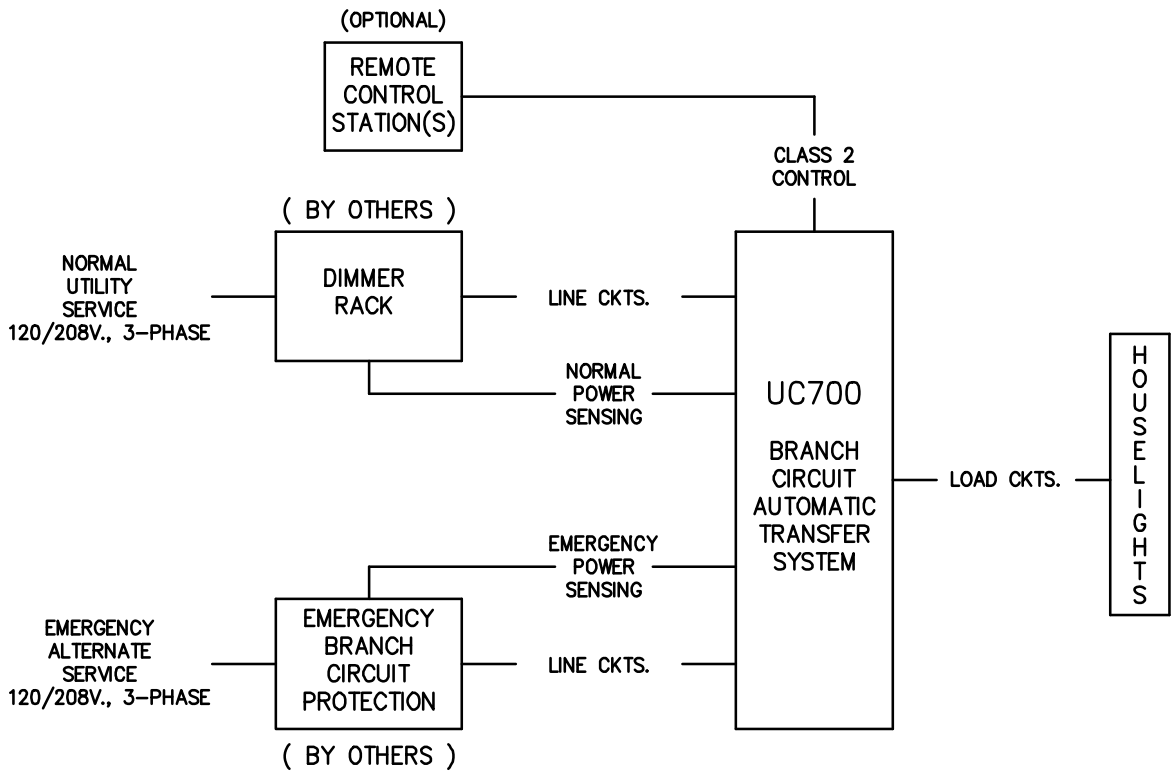 (OPTIONAL)
REMOTE
CONTROL
STATION(S)
CLASS 2
CONTROL
( BY OTHERS )
NORMAL
UTILITY
SERVICE
120/208V., 3-PHASE
DIMMER
RACK
LINE CKTS.
NORMAL
POWER
SENSING
UC700
BRANCH
CIRCUIT
AUTOMATIC
TRANSFER
SYSTEM
LOAD CKTS.
HOUSELIGHTS
EMERGENCY
POWER
SENSING
EMERGENCY
ALTERNATE
SERVICE
120/208V., 3-PHASE
EMERGENCY
BRANCH
CIRCUIT
PROTECTION
LINE CKTS.
( BY OTHERS )